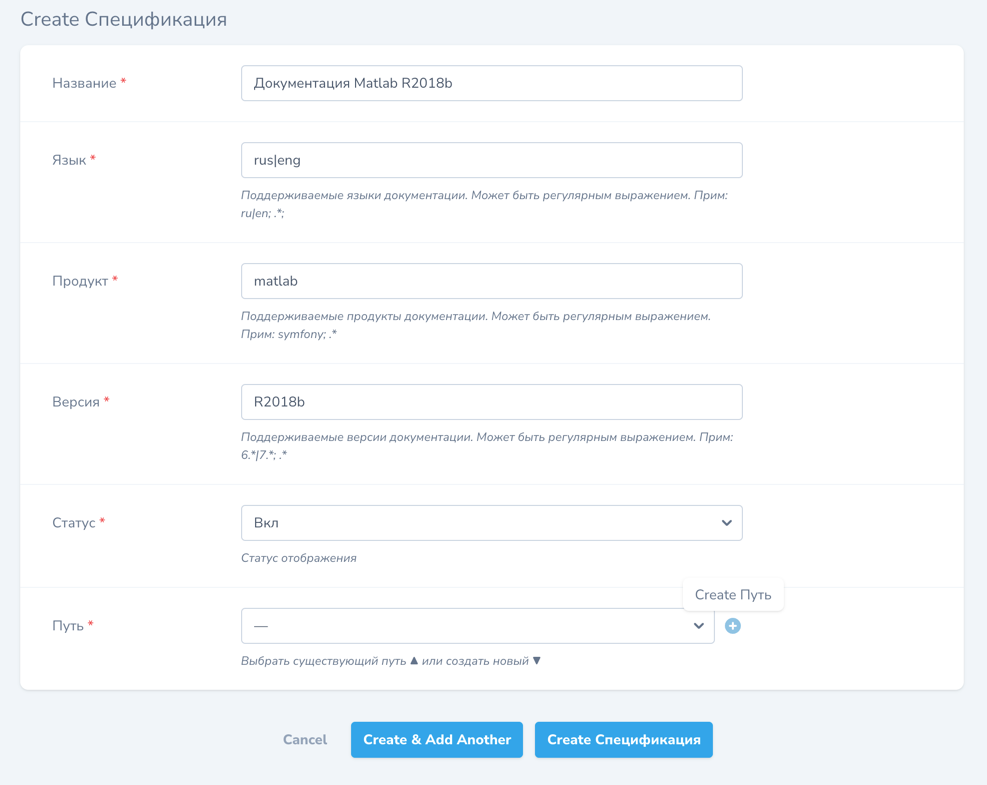 Create Спецификация
Название *
Документация Matlab R2018b
Язык *
rus|eng
Поддерживаемые языки документации. Может быть регулярным выражением. Прим:
ru|en; .*;
Продукт *
matlab
Поддерживаемые продукты документации. Может быть регулярным выражением.
Прим: symfony; .*
Версия *
R2018b
Поддерживаемые версии документации. Может быть регулярным выражением. Прим:
6.*|7.*; .*
Статус *
Вкл
Статус отображения
Create Путь
Путь *
—
Выбрать существующий путь ▲ или создать новый ▼
Cancel
Create & Add Another
Create Спецификация